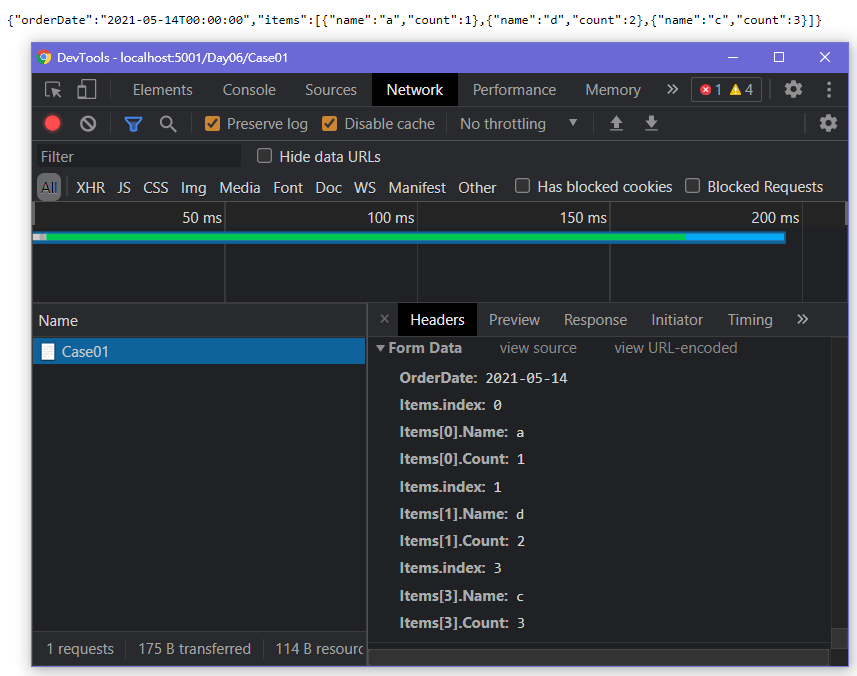 {"orderDate":"2021-05-14T00:00:00","items":[{"name":"a","count":1},{"name":"d","count":2},{"name":"c","count":3}]}
DevTools - localhost:5001/Day06/Case01
Elements Console Sources Network Performance Memory » 1 4
Preserve log Disable cache No throttling
Filter Hide data URLs
All XHR JS CSS Img Media Font Doc WS Manifest Other Has blocked cookies Blocked Requests
50 ms 100 ms 150 ms 200 ms
Name
Case01
Headers Preview Response Initiator Timing »
Form Data view source view URL-encoded
OrderDate: 2021-05-14
Items.index: 0
Items[0].Name: a
Items[0].Count: 1
Items.index: 1
Items[1].Name: d
Items[1].Count: 2
Items.index: 3
Items[3].Name: c
Items[3].Count: 3
1 requests 175 B transferred 114 B resourc